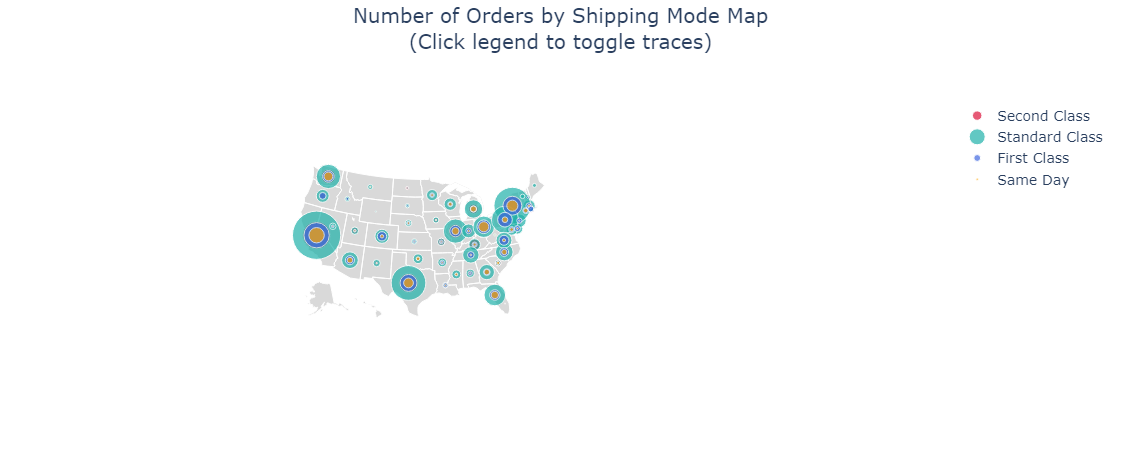 Number of Orders by Shipping Mode Map
(Click legend to toggle traces)
Second Class
Standard Class
First Class
Same Day